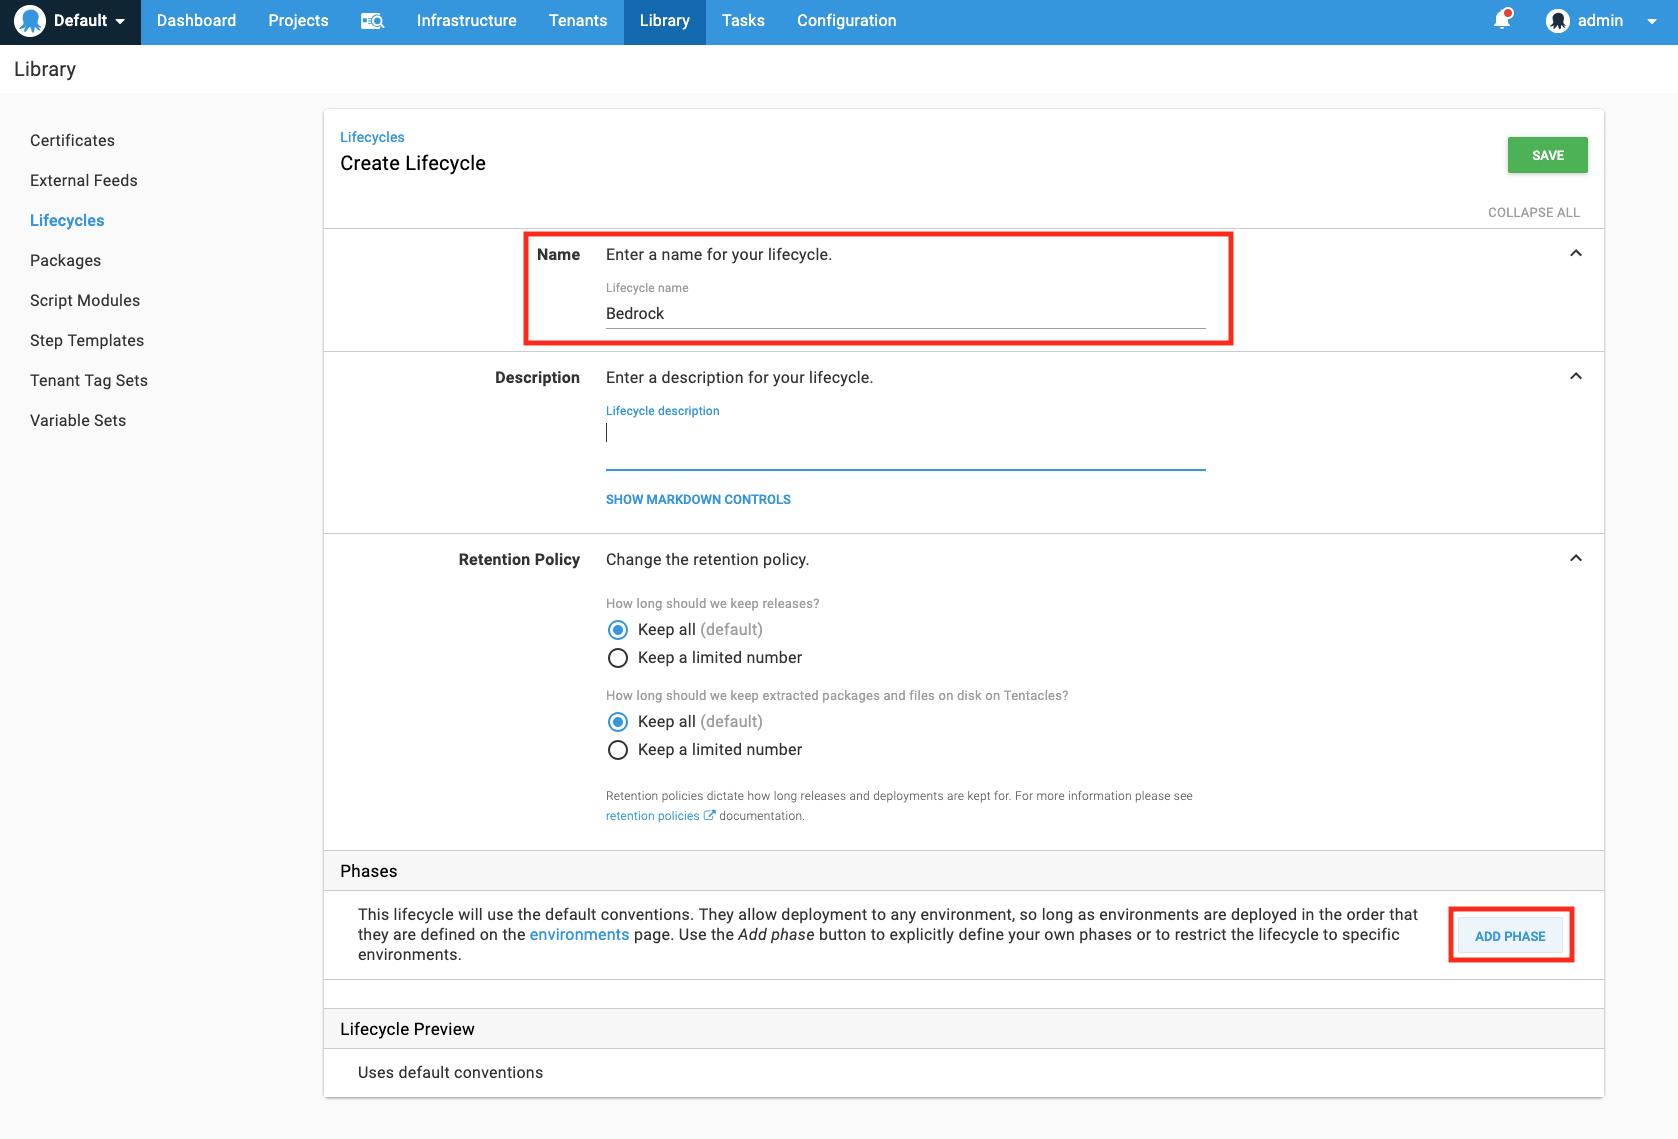 Default
Dashboard
Projects
Infrastructure
Tenants
Library
Tasks
Configuration
admin
Library
Certificates
External Feeds
Lifecycles
Packages
Script Modules
Step Templates
Tenant Tag Sets
Variable Sets
Lifecycles
Create Lifecycle
SAVE
COLLAPSE ALL
Name
Enter a name for your lifecycle.
Lifecycle name
Bedrock
Description
Enter a description for your lifecycle.
Lifecycle description
SHOW MARKDOWN CONTROLS
Retention Policy
Change the retention policy.
How long should we keep releases?
Keep all (default)
Keep a limited number
How long should we keep extracted packages and files on disk on Tentacles?
Keep all (default)
Keep a limited number
Retention policies dictate how long releases and deployments are kept for. For more information please see
retention policies documentation.
Phases
This lifecycle will use the default conventions. They allow deployment to any environment, so long as environments are deployed in the order that
they are defined on the environments page. Use the Add phase button to explicitly define your own phases or to restrict the lifecycle to specific
environments.
ADD PHASE
Lifecycle Preview
Uses default conventions